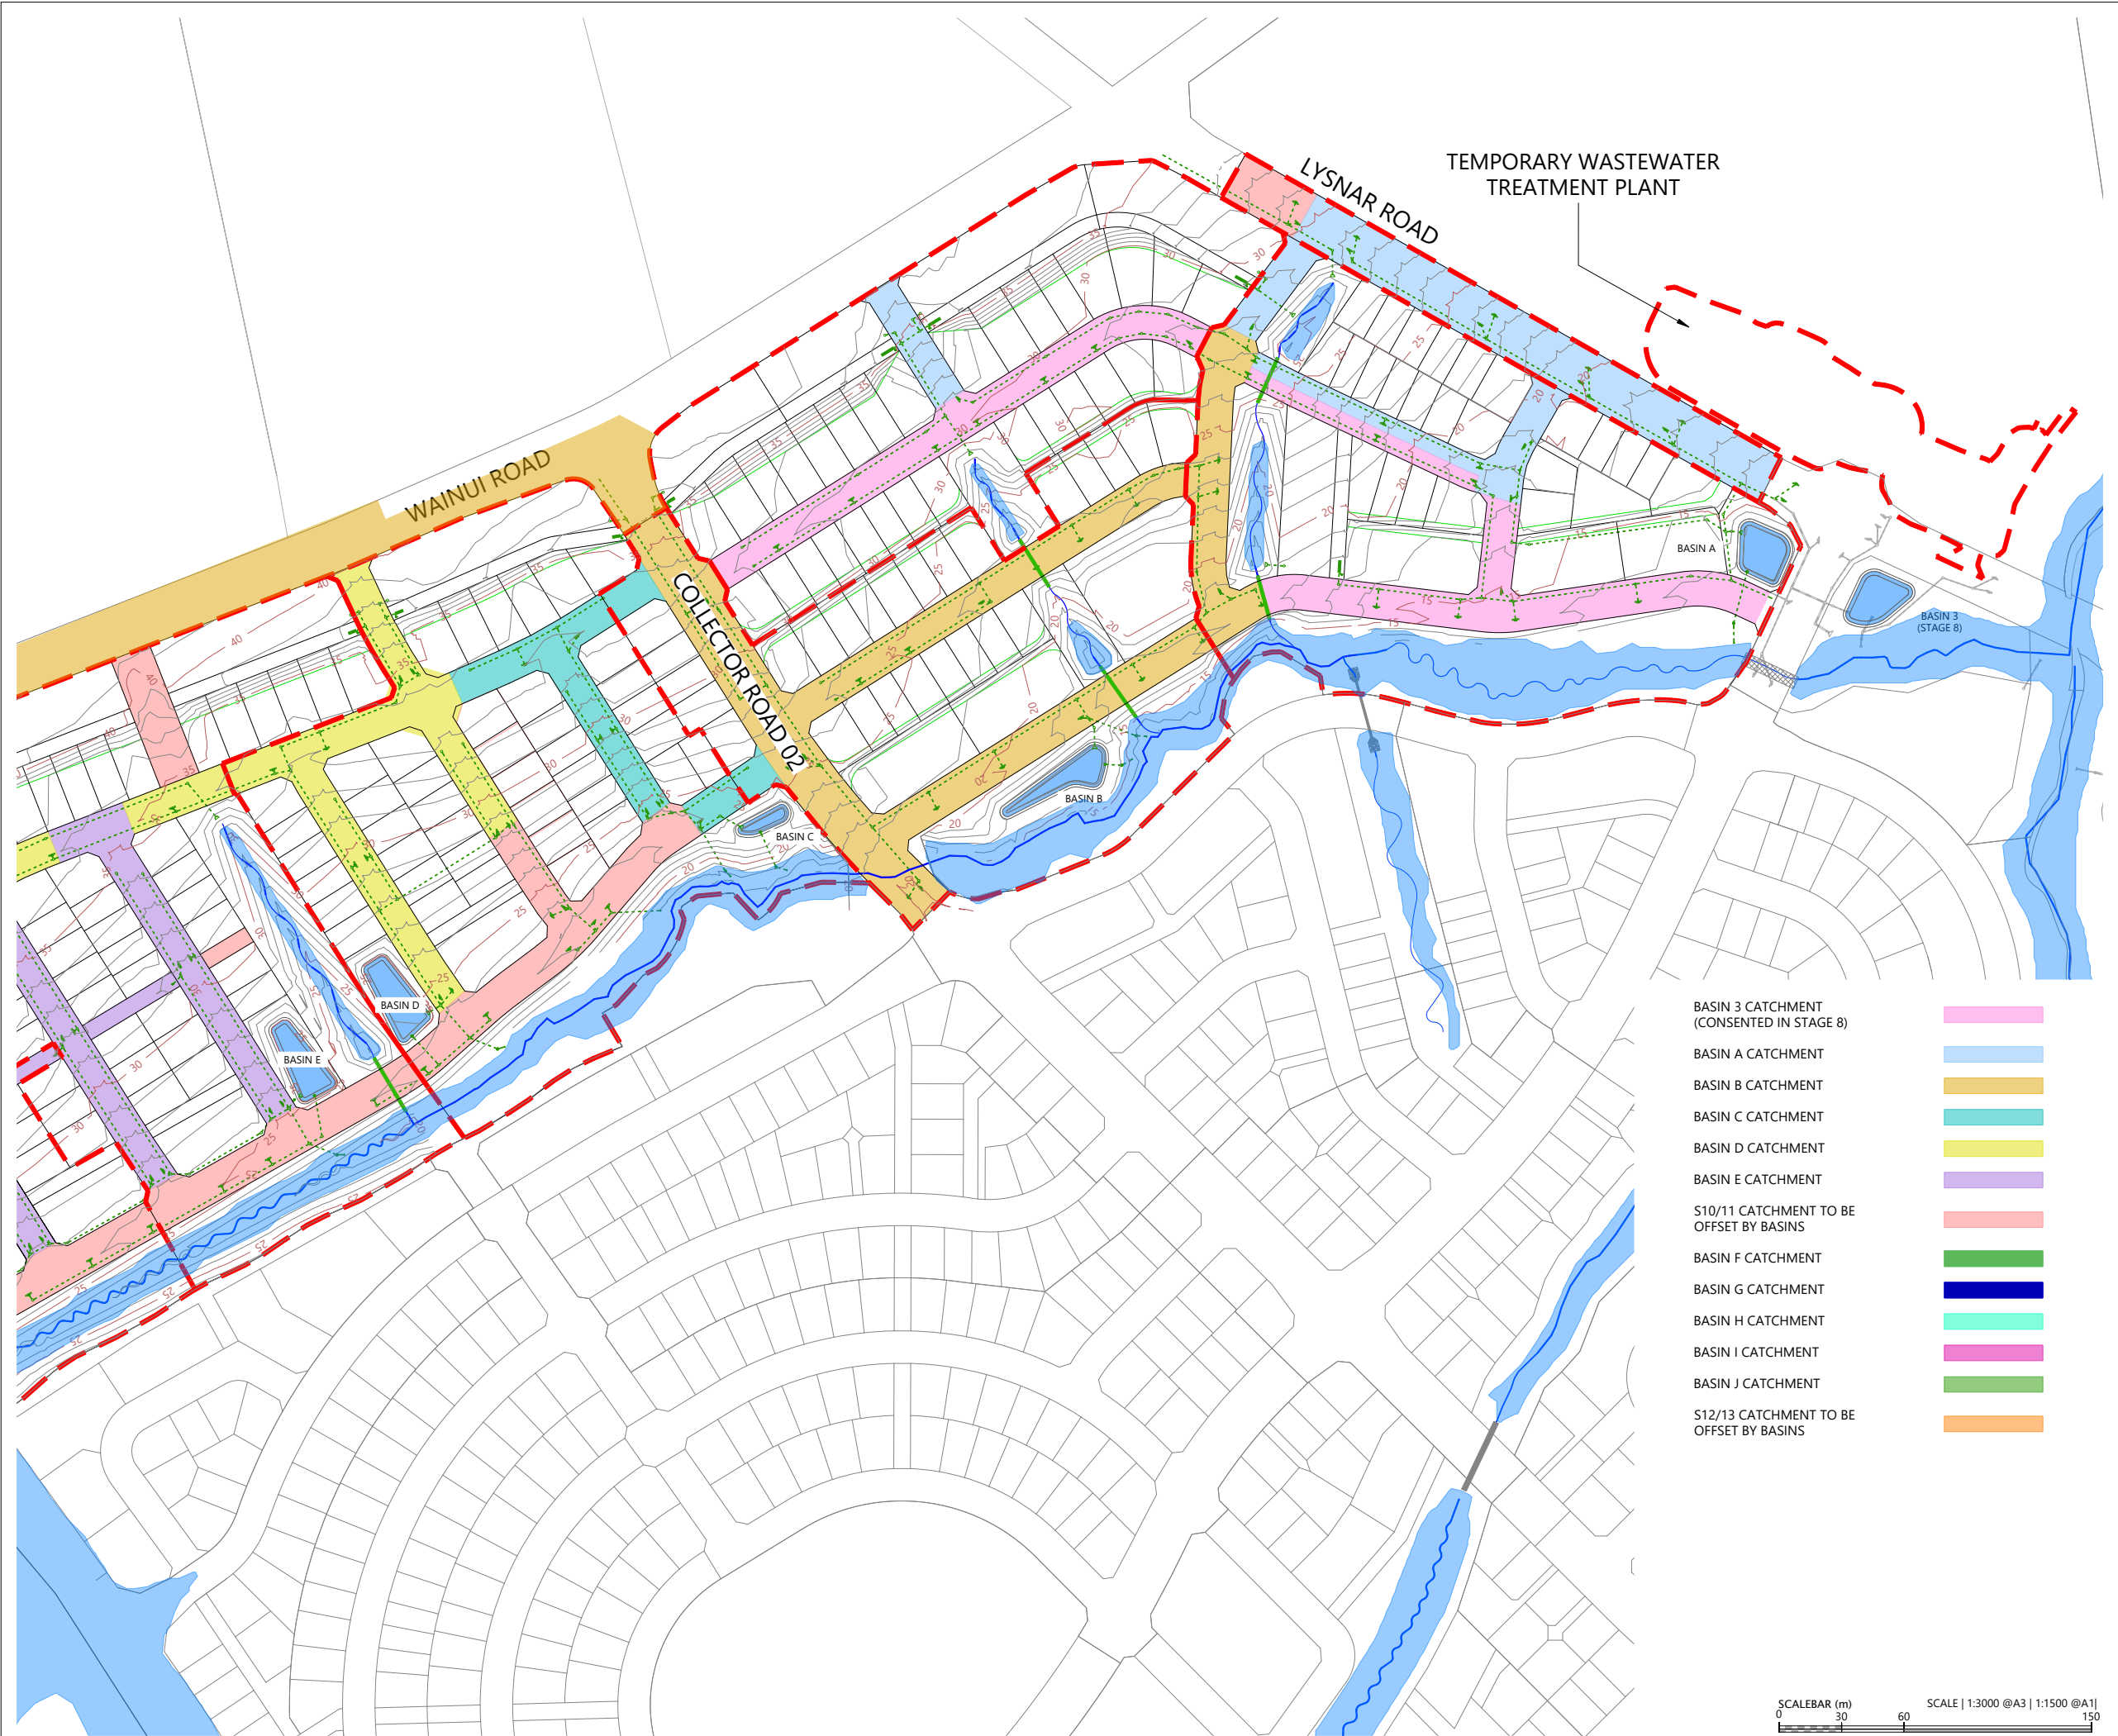 TEMPORARY WASTEWATER
TREATMENT PLANT
LYSNAR ROAD
WAINUI ROAD
COLLECTOR ROAD 02
BASIN A
BASIN 3
(STAGE 8)
BASIN B
BASIN C
BASIN D
BASIN E
BASIN 3 CATCHMENT
(CONSENTED IN STAGE 8)
BASIN A CATCHMENT
BASIN B CATCHMENT
BASIN C CATCHMENT
BASIN D CATCHMENT
BASIN E CATCHMENT
S10/11 CATCHMENT TO BE
OFFSET BY BASINS
BASIN F CATCHMENT
BASIN G CATCHMENT
BASIN H CATCHMENT
BASIN I CATCHMENT
BASIN J CATCHMENT
S12/13 CATCHMENT TO BE
OFFSET BY BASINS
SCALEBAR (m)
SCALE | 1:3000 @A3 | 1:1500 @A1|
0 30 60 150